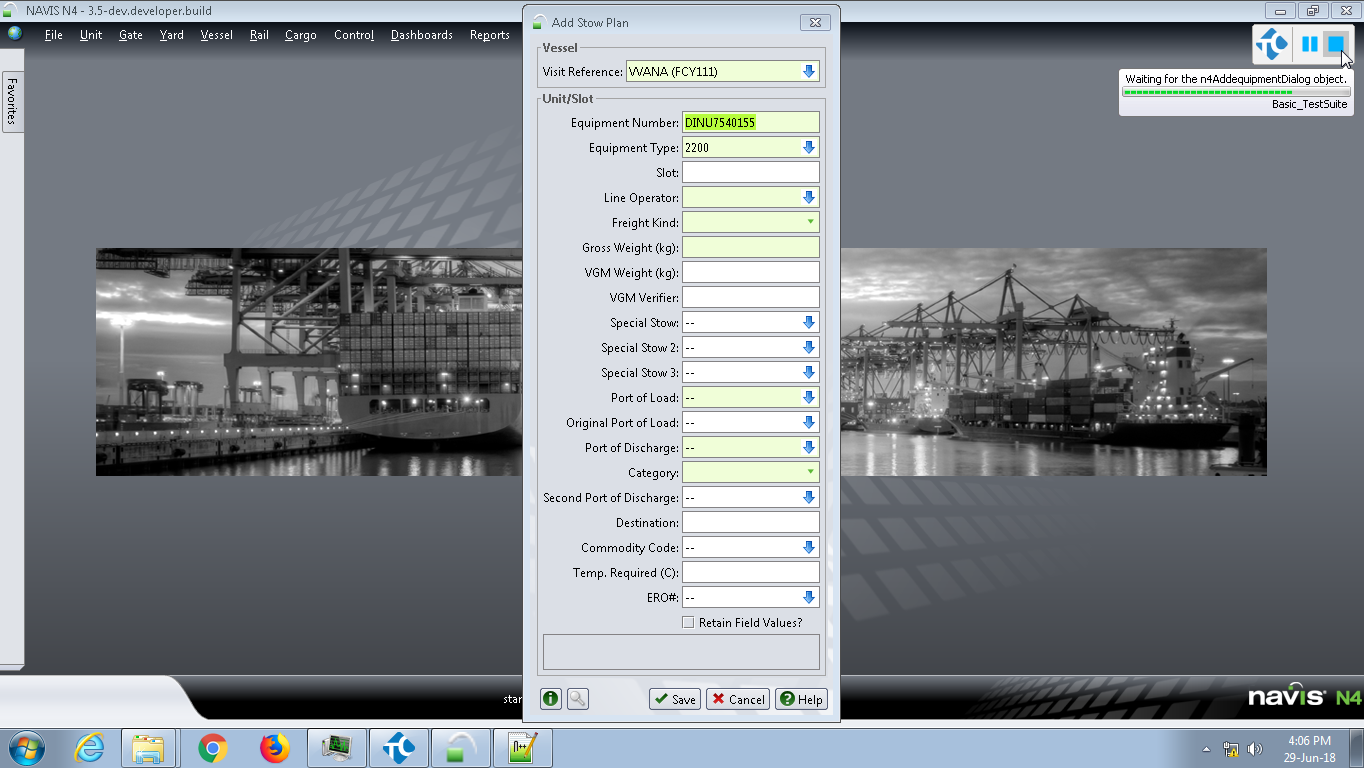 NAVIS N4 - 3.5-dev.developer.build
File Unit Gate Yard Vessel Rail Cargo Control Dashboards Reports
Favorites
Add Stow Plan
Vessel
Visit Reference: VVANA (FCY111)
Unit/Slot
Equipment Number: DINU7540155
Equipment Type: 2200
Slot:
Line Operator:
Freight Kind:
Gross Weight (kg):
VGM Weight (kg):
VGM Verifier:
Special Stow: --
Special Stow 2: --
Special Stow 3: --
Port of Load: --
Original Port of Load: --
Port of Discharge: --
Category:
Second Port of Discharge: --
Destination:
Commodity Code: --
Temp. Required (C):
ERO#: --
Retain Field Values?
Save Cancel Help
Waiting for the n4AddequipmentDialog object.
Basic_TestSuite
star
navis N4
4:06 PM
29-Jun-18